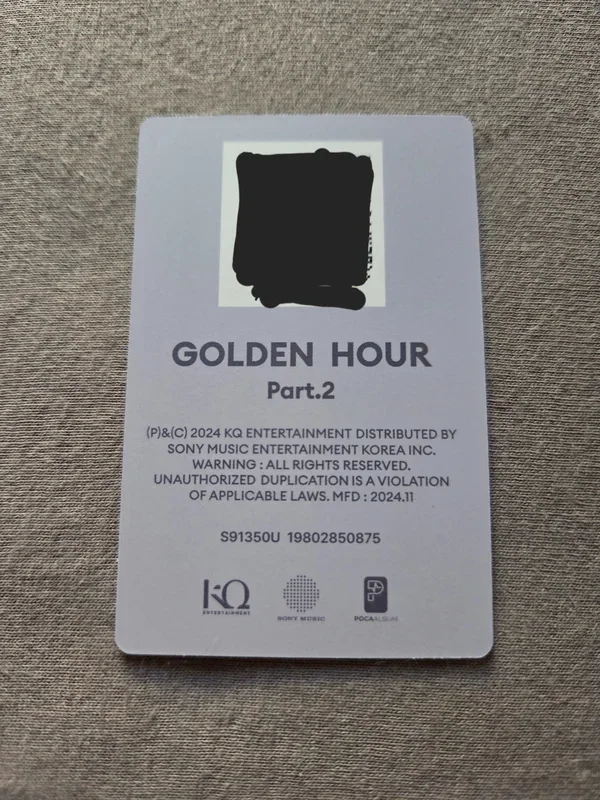 GOLDEN HOUR
Part.2
(P)&(C) 2024 KQ ENTERTAINMENT DISTRIBUTED BY
SONY MUSIC ENTERTAINMENT KOREA INC.
WARNING : ALL RIGHTS RESERVED.
UNAUTHORIZED DUPLICATION IS A VIOLATION
OF APPLICABLE LAWS. MFD : 2024.11
S91350U 19802850875
KQ
ENTERTAINMENT
SONY MUSIC
POCAALBUM